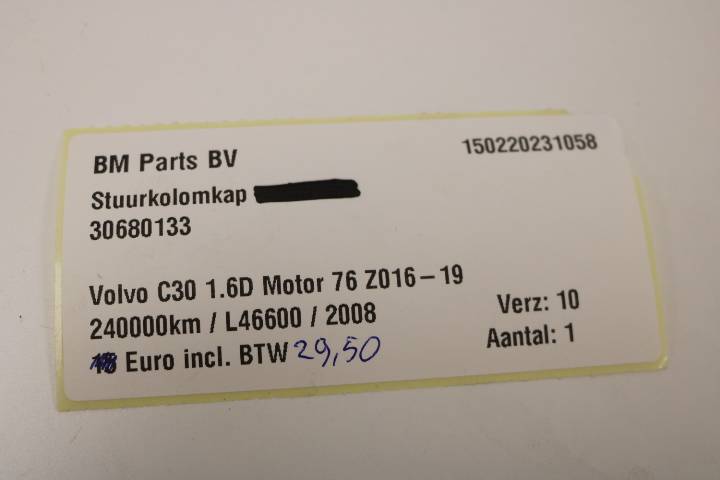 BM Parts BV
150220231058
Stuurkolomkap
30680133
Volvo C30 1.6D Motor 76 Z016-19
240000km / L46600 / 2008
Verz: 10
Euro incl. BTW 29,50
Aantal: 1